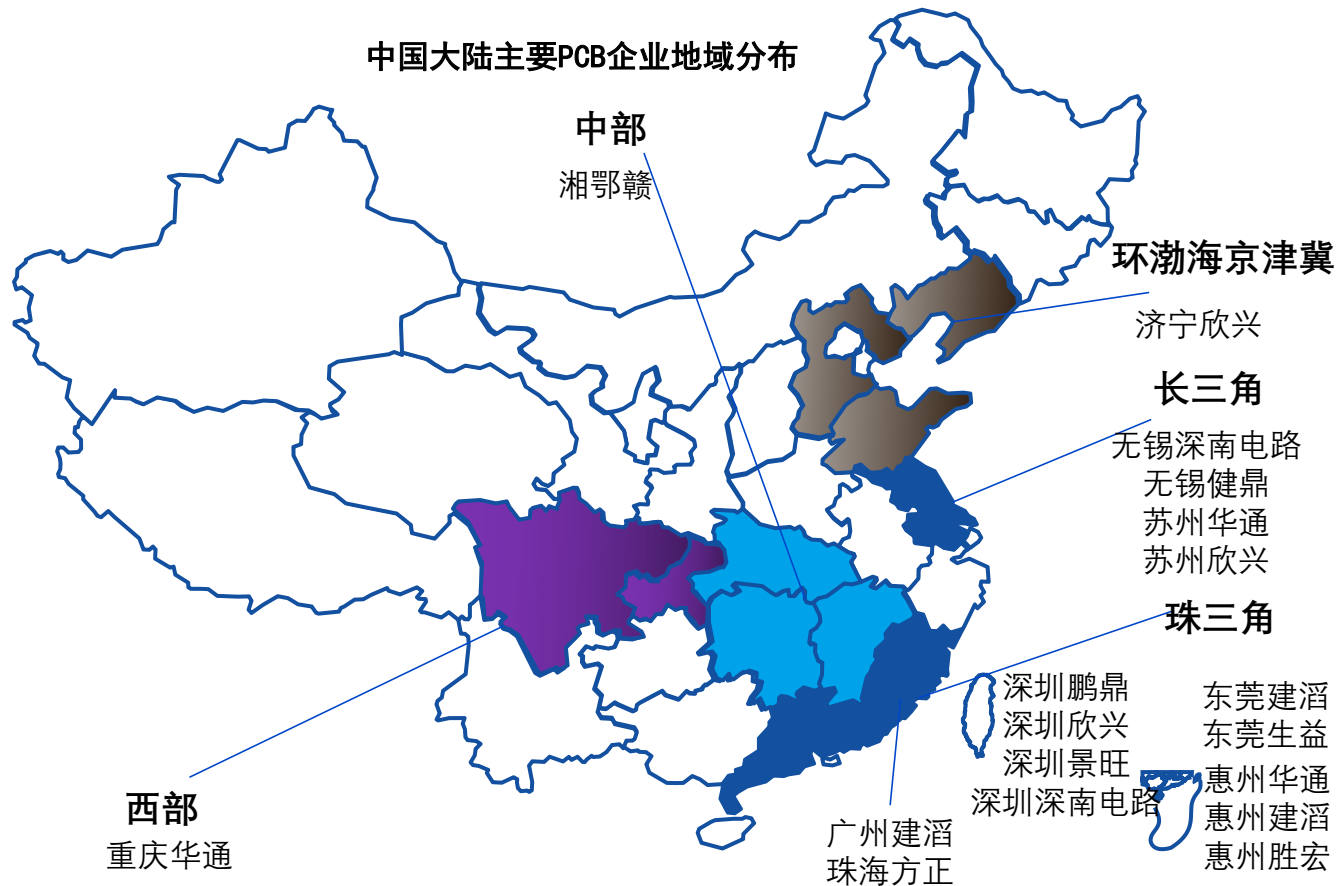 中国大陆主要PCB企业地域分布
中部
湘鄂赣
环渤海京津冀
济宁欣兴
长三角
无锡深南电路
无锡健鼎
苏州华通
苏州欣兴
珠三角
深圳鹏鼎
深圳欣兴
深圳景旺
深圳深南电路
东莞建滔
东莞生益
惠州华通
惠州建滔
惠州胜宏
广州建滔
珠海方正
西部
重庆华通